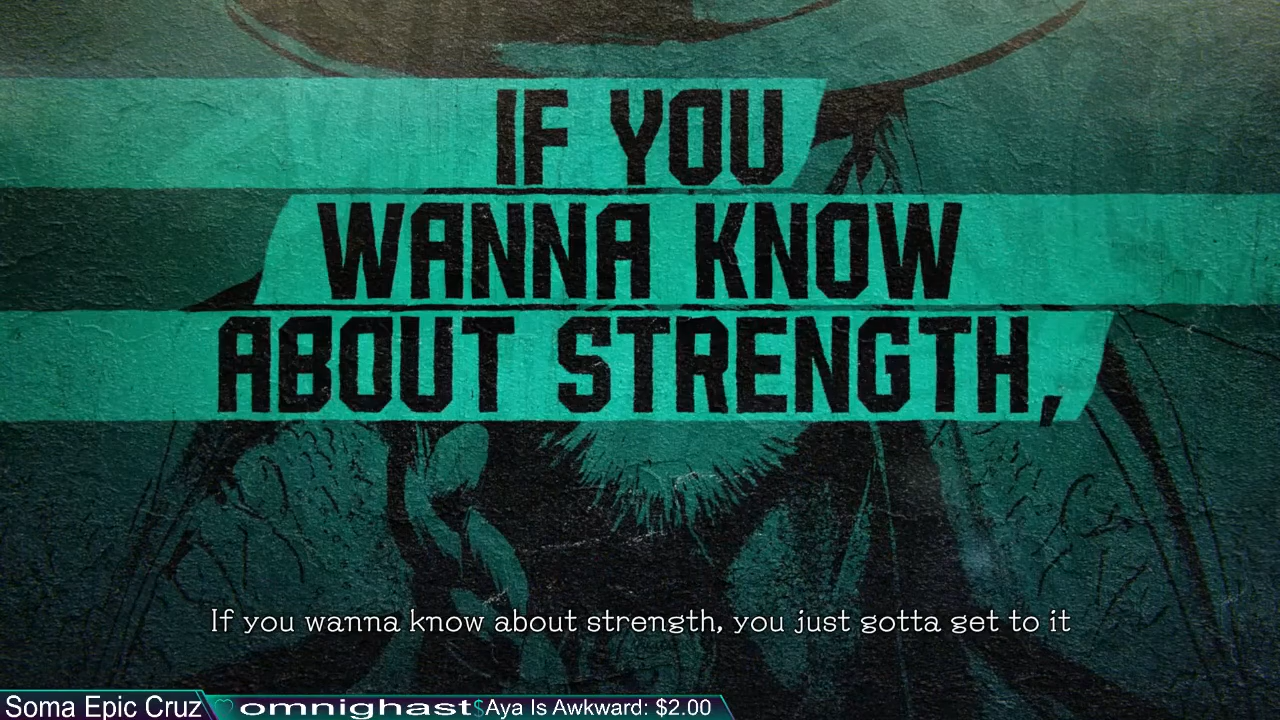 IF YOU
WANNA KNOW
ABOUT STRENGTH,
If you wanna know about strength, you just gotta get to it
Soma Epic Cruz ♡ omnighast $Aya Is Awkward: $2.00